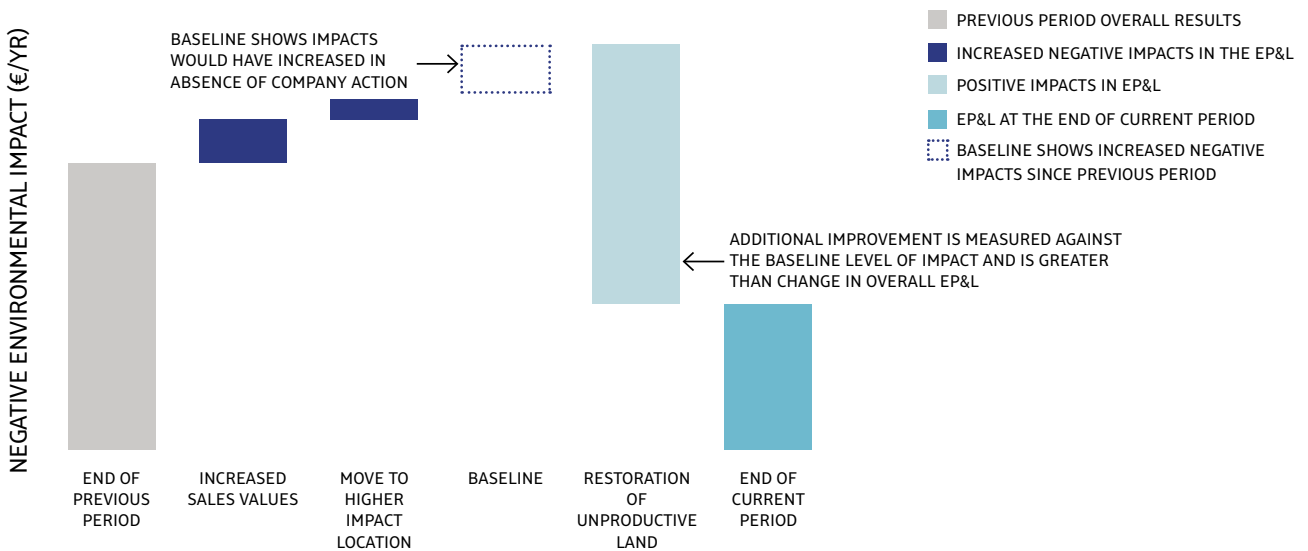 NEGATIVE ENVIRONMENTAL IMPACT (€/YR)
BASELINE SHOWS IMPACTS
WOULD HAVE INCREASED IN
ABSENCE OF COMPANY ACTION
PREVIOUS PERIOD OVERALL RESULTS
INCREASED NEGATIVE IMPACTS IN THE EP&L
POSITIVE IMPACTS IN EP&L
EP&L AT THE END OF CURRENT PERIOD
BASELINE SHOWS INCREASED NEGATIVE
IMPACTS SINCE PREVIOUS PERIOD
ADDITIONAL IMPROVEMENT IS MEASURED AGAINST
THE BASELINE LEVEL OF IMPACT AND IS GREATER
THAN CHANGE IN OVERALL EP&L
END OF
PREVIOUS
PERIOD
INCREASED
SALES VALUES
MOVE TO
HIGHER
IMPACT
LOCATION
BASELINE
RESTORATION
OF
UNPRODUCTIVE
LAND
END OF
CURRENT
PERIOD